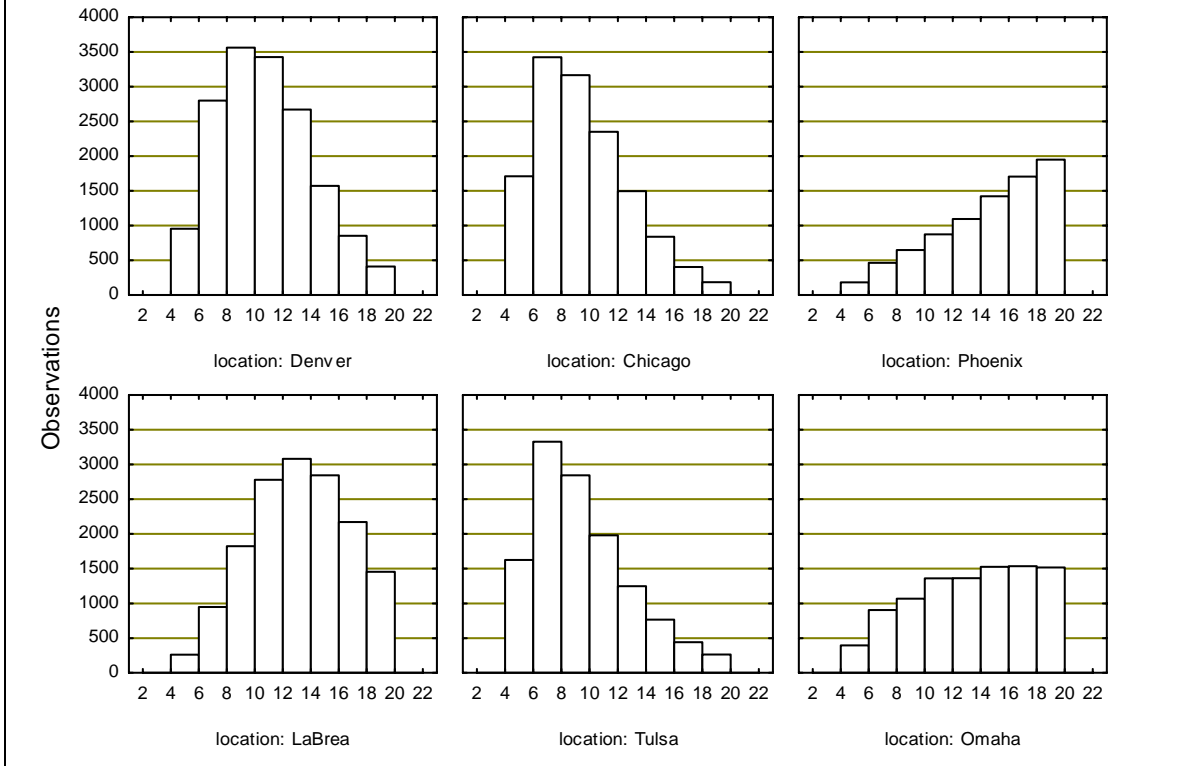 4000
3500
3000
2500
2000
1500
1000
500
0
2 4 6 8 10 12 14 16 18 20 22
2 4 6 8 10 12 14 16 18 20 22
2 4 6 8 10 12 14 16 18 20 22
location: Denver
location: Chicago
location: Phoenix
Observations
4000
3500
3000
2500
2000
1500
1000
500
0
2 4 6 8 10 12 14 16 18 20 22
2 4 6 8 10 12 14 16 18 20 22
2 4 6 8 10 12 14 16 18 20 22
location: LaBrea
location: Tulsa
location: Omaha